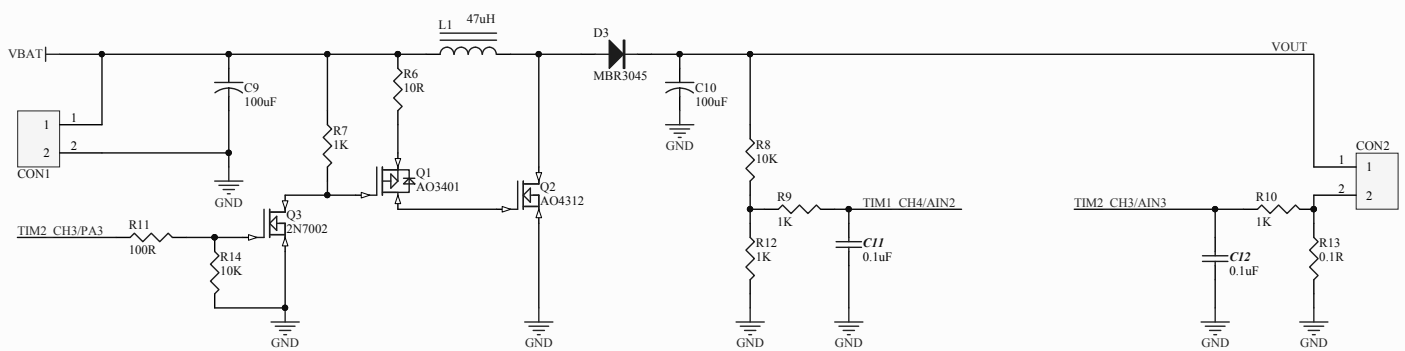 L1 47uH
D3
VBAT
VOUT
MBR3045
C9
100uF
R6
10R
C10
100uF
GND
1 1
2 2
CON1
R7
1K
R8
10K
CON2
1 1
2 2
Q1
AO3401
Q2
AO4312
GND
Q3
2N7002
TIM2_CH3/PA3
R11
100R
R14
10K
R9
1K
TIM1_CH4/AIN2
R12
1K
C11
0.1uF
TIM2_CH3/AIN3
R10
1K
C12
0.1uF
R13
0.1R
GND
GND
GND
GND
GND
GND